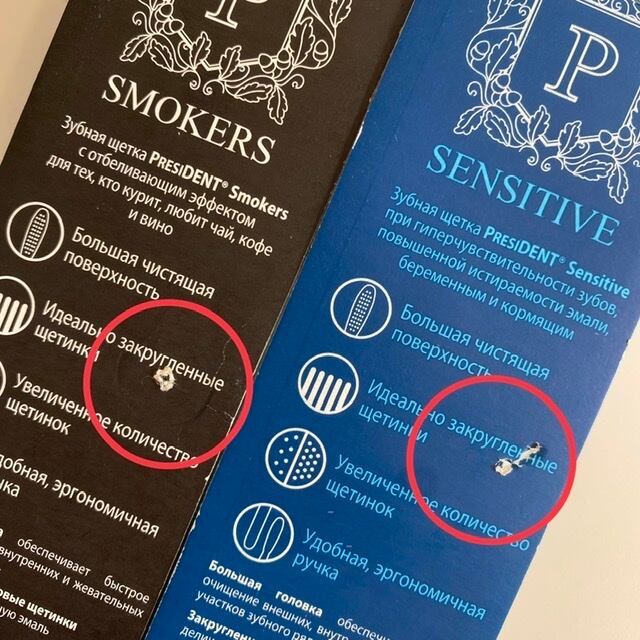 P
SMOKERS
Зубная щетка PRESIDENT® Smokers
с отбеливающим эффектом
для тех, кто курит, любит чай, кофе
и вино
Большая чистящая
поверхность
Идеально закругленные
щетинки
Увеличенное количество
щетинок
удобная, эргономичная
ручка
обеспечивает быстрое
внутренних и жевательных
щетинки
эмаль
P
SENSITIVE
Зубная щетка PRESIDENT® Sensitive
при гиперчувствительности зубов,
повышенной истираемости эмали,
беременным и кормящим
Большая чистящая
поверхность
Идеально закругленные
щетинки
Увеличенное количество
щетинок
Удобная, эргономичная
ручка
Большая головка
очищение внешних,
участков зубного